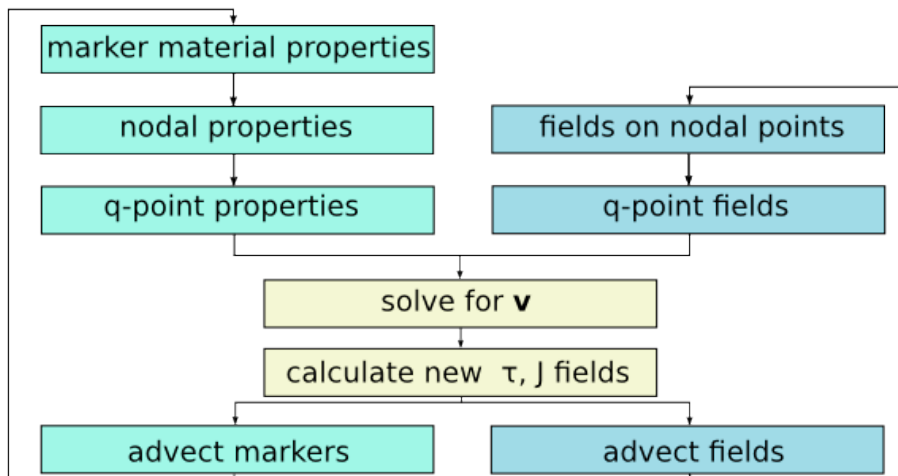 marker material properties
nodal properties
fields on nodal points
q-point properties
q-point fields
solve for v
calculate new τ, J fields
advect markers
advect fields